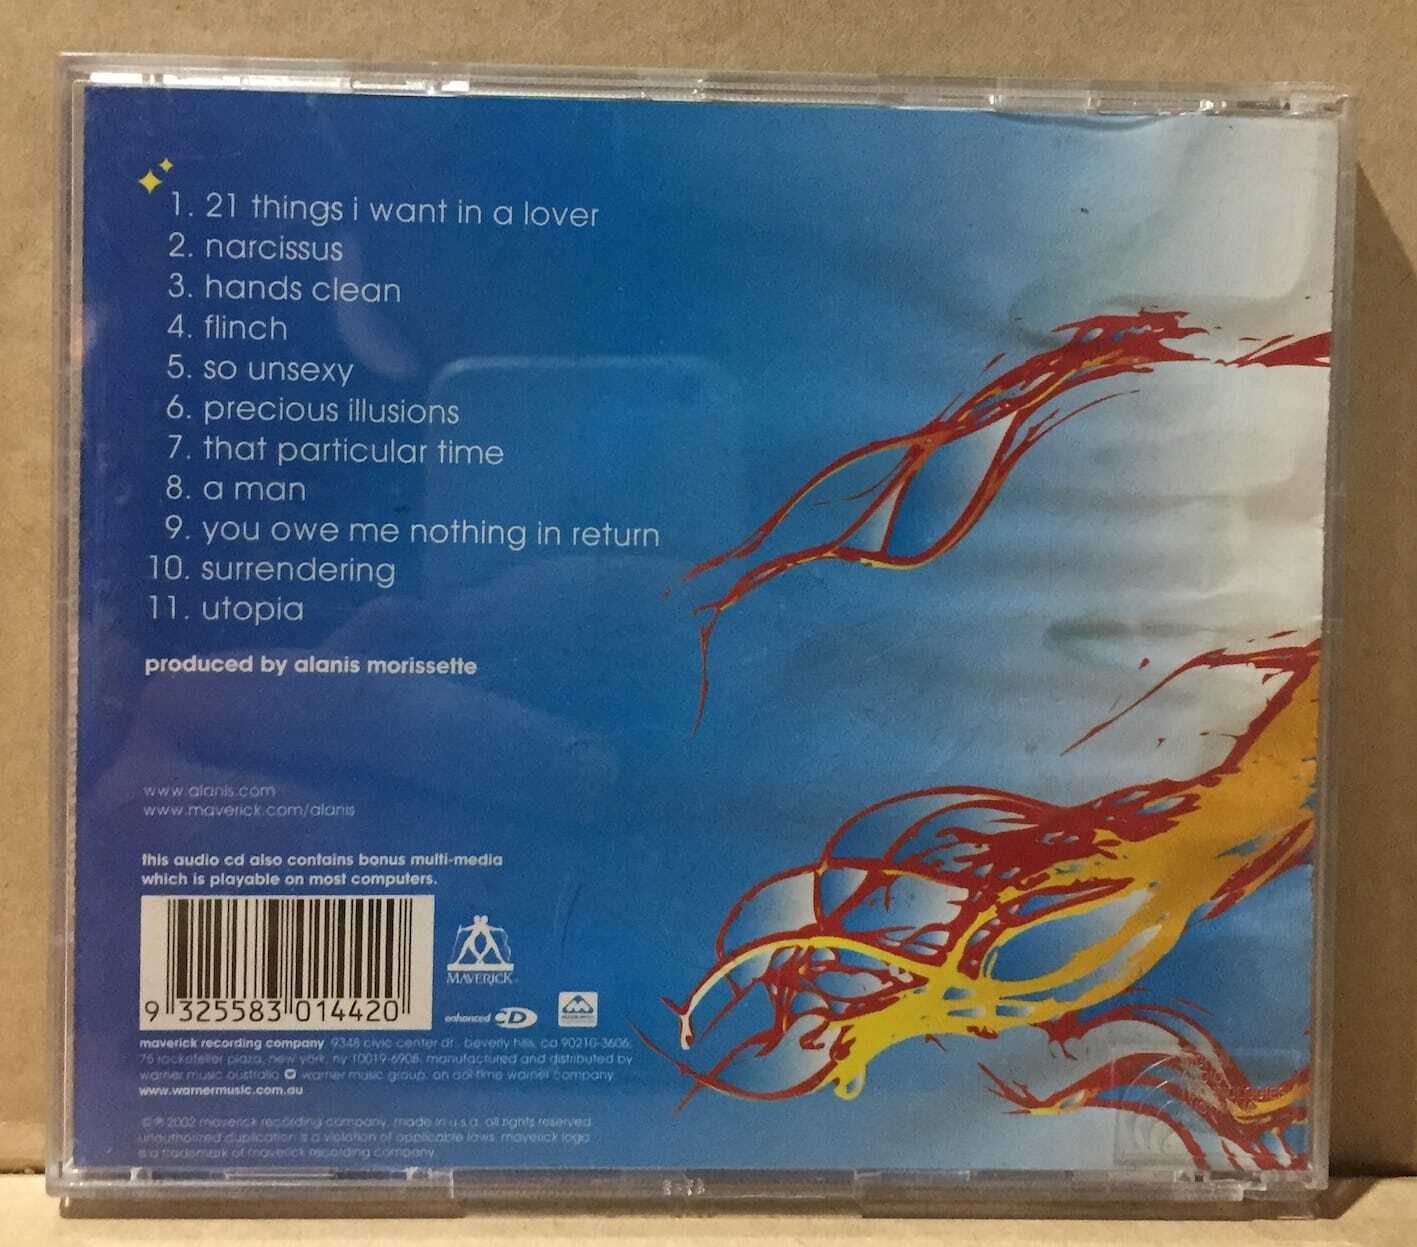 1. 21 things i want in a lover
2. narcissus
3. hands clean
4. flinch
5. so unsexy
6. precious illusions
7. that particular time
8. a man
9. you owe me nothing in return
10. surrendering
11. utopia
produced by alanis morissette
www.alanis.com
www.maverick.com/alanis
this audio cd also contains bonus multi-media
which is playable on most computers.
9 325583 014420
MAVERICK
enhanced CD
maverick recording company 9348 civic center dr., beverly hills, ca 90210-3606.
75 rockefeller plaza, new york, ny 10019-6908. manufactured and distributed by
warner music australia warner music group. an aol time warner company
www.warnermusic.com.au
©℗ 2002 maverick recording company. made in u.s.a. all rights reserved.
unauthorized duplication is a violation of applicable laws. maverick logo
is a trademark of maverick recording company.